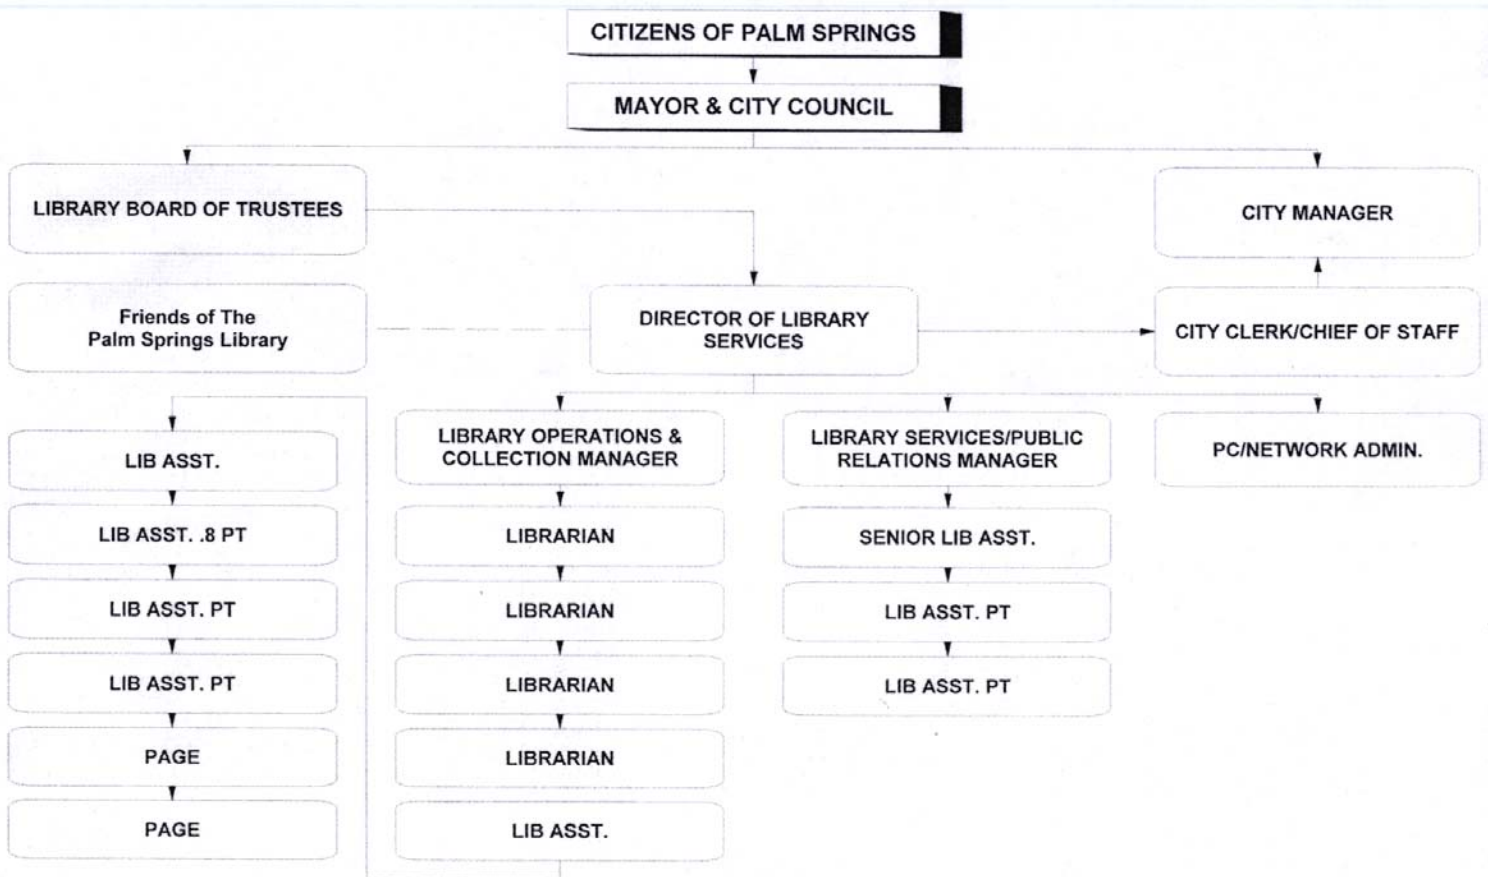 CITIZENS OF PALM SPRINGS
MAYOR & CITY COUNCIL
LIBRARY BOARD OF TRUSTEES
CITY MANAGER
Friends of The
Palm Springs Library
DIRECTOR OF LIBRARY
SERVICES
CITY CLERK/CHIEF OF STAFF
LIB ASST.
LIB ASST. .8 PT
LIB ASST. PT
LIB ASST. PT
PAGE
PAGE
LIBRARY OPERATIONS &
COLLECTION MANAGER
LIBRARIAN
LIBRARIAN
LIBRARIAN
LIBRARIAN
LIB ASST.
LIBRARY SERVICES/PUBLIC
RELATIONS MANAGER
SENIOR LIB ASST.
LIB ASST. PT
LIB ASST. PT
PC/NETWORK ADMIN.